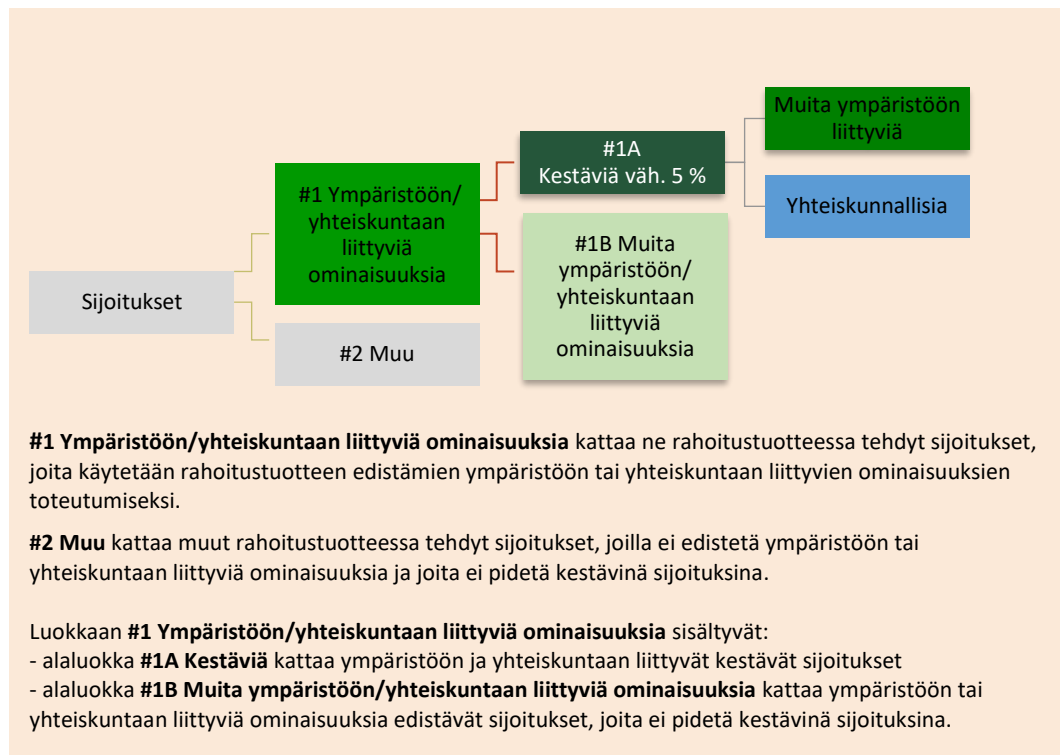 Muita ympäristöön
liittyviä
#1A
Kestäviä väh. 5 %
#1 Ympäristöön/
yhteiskuntaan
liittyviä
ominaisuuksia
Yhteiskunnallisia
#1B Muita
ympäristöön/
yhteiskuntaan
liittyviä
ominaisuuksia
Sijoitukset
#2 Muu
#1 Ympäristöön/yhteiskuntaan liittyviä ominaisuuksia kattaa ne rahoitustuotteessa tehdyt sijoitukset,
joita käytetään rahoitustuotteen edistämien ympäristöön tai yhteiskuntaan liittyvien ominaisuuksien
toteutumiseksi.
#2 Muu kattaa muut rahoitustuotteessa tehdyt sijoitukset, joilla ei edistetä ympäristöön tai
yhteiskuntaan liittyviä ominaisuuksia ja joita ei pidetä kestävinä sijoituksina.
Luokkaan #1 Ympäristöön/yhteiskuntaan liittyviä ominaisuuksia sisältyvät:
- alaluokka #1A Kestäviä kattaa ympäristöön ja yhteiskuntaan liittyvät kestävät sijoitukset
- alaluokka #1B Muita ympäristöön/yhteiskuntaan liittyviä ominaisuuksia kattaa ympäristöön tai
yhteiskuntaan liittyviä ominaisuuksia edistävät sijoitukset, joita ei pidetä kestävinä sijoituksina.